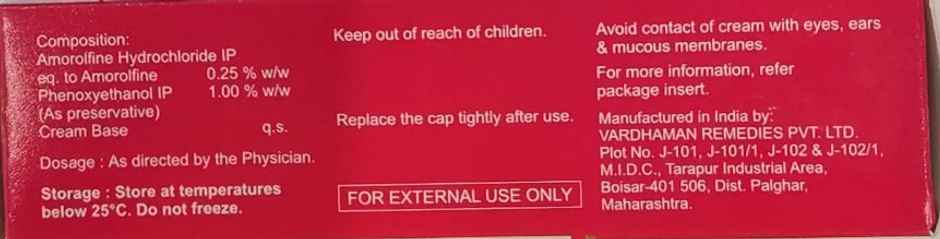 Composition:
Amorolfine Hydrochloride IP
eq. to Amorolfine 0.25 % w/w
Phenoxyethanol IP 1.00 % w/w
(As preservative)
Cream Base q.s.
Dosage : As directed by the Physician.
Storage : Store at temperatures
below 25°C. Do not freeze.
Keep out of reach of children.
Replace the cap tightly after use.
FOR EXTERNAL USE ONLY
Avoid contact of cream with eyes, ears
& mucous membranes.
For more information, refer
package insert.
Manufactured in India by:
VARDHAMAN REMEDIES PVT. LTD.
Plot No. J-101, J-101/1, J-102 & J-102/1,
M.I.D.C., Tarapur Industrial Area,
Boisar-401 506, Dist. Palghar,
Maharashtra.